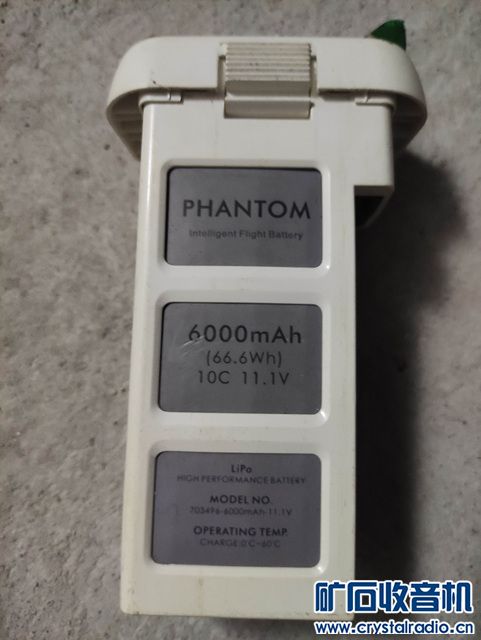 PHANTOM
Intelligent Flight Battery
6000mAh
(66.6Wh)
10C 11.1V
LiPo
HIGH PERFORMANCE BATTERY
MODEL NO.
703496-6000mAh-11.1V
OPERATING TEMP.
CHARGE:0℃~60℃
矿石收音机
www.crystalradio.cn